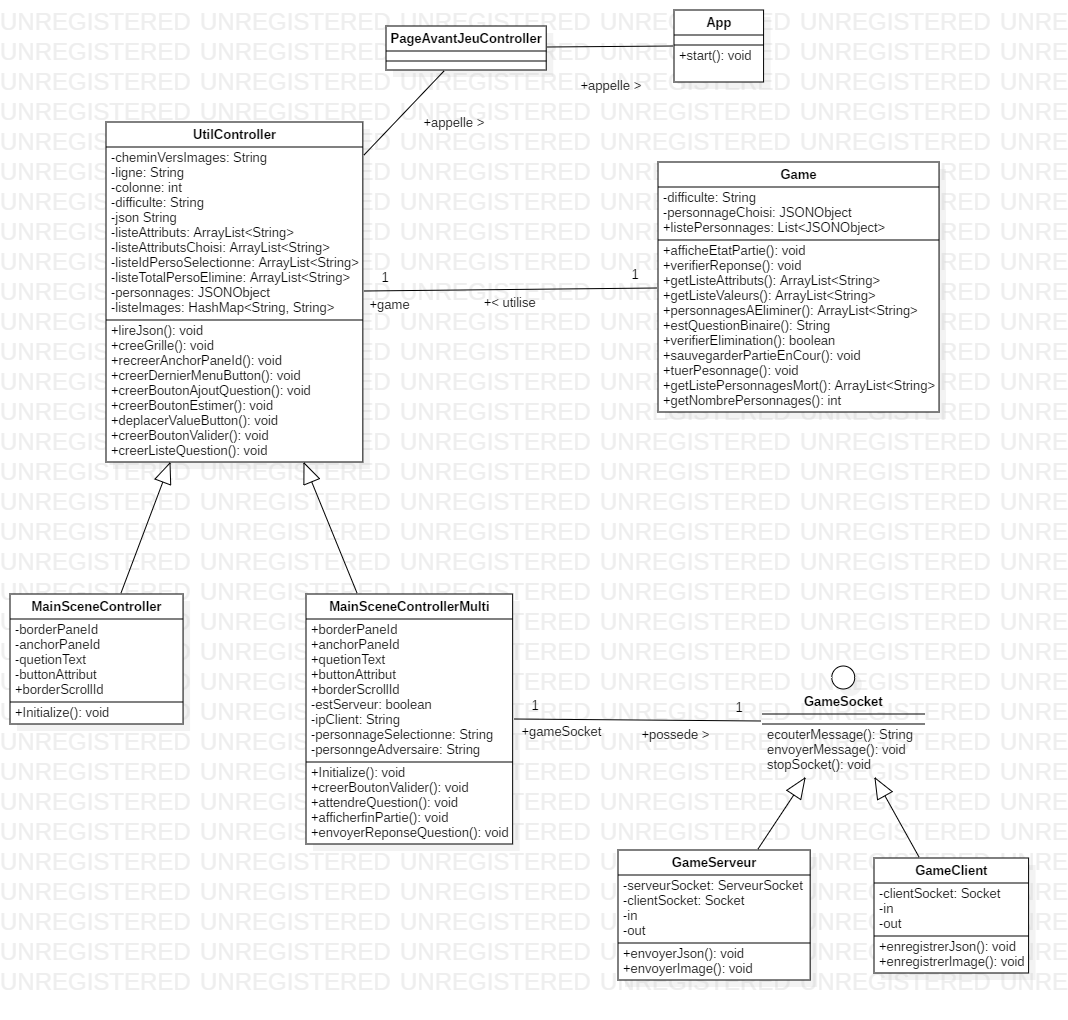 App
+start(): void
PageAvantJeuController
+appelle >
+appelle >
UtilController
-cheminVersImages: String
-ligne: String
-colonne: int
-difficulte: String
-json String
-listeAttributs: ArrayList<String>
-listeAttributsChoisi: ArrayList<String>
-listeIdPersoSelectionne: ArrayList<String>
-listeTotalPersoElimine: ArrayList<String>
-personnages: JSONObject
-listeImages: HashMap<String, String>
+lireJson(): void
+creeGrille(): void
+recreerAnchorPaneId(): void
+creerDernierMenuButton(): void
+creerBoutonAjoutQuestion(): void
+creerBoutonEstimer(): void
+deplacerValueButton(): void
+creerBoutonValider(): void
+creerListeQuestion(): void
1
+game
+< utilise
1
Game
-difficulte: String
-personnageChoisi: JSONObject
+listePersonnages: List<JSONObject>
+afficheEtatPartie(): void
+verifierReponse(): void
+getListeAttributs(): ArrayList<String>
+getListeValeurs(): ArrayList<String>
+personnagesAEliminer(): ArrayList<String>
+estQuestionBinaire(): String
+verifierElimination(): boolean
+sauvegarderPartieEnCour(): void
+tuerPesonnage(): void
+getListePersonnagesMort(): ArrayList<String>
+getNombrePersonnages(): int
MainSceneController
-borderPaneId
-anchorPaneId
-quetionText
-buttonAttribut
+borderScrollId
+Initialize(): void
MainSceneControllerMulti
+borderPaneId
+anchorPaneId
+quetionText
+buttonAttribut
+borderScrollId
-estServeur: boolean
-ipClient: String
-personnageSelectionne: String
-personngeAdversaire: String
+Initialize(): void
+creerBoutonValider(): void
+attendreQuestion(): void
+afficherfinPartie(): void
+envoyerReponseQuestion(): void
1
+gameSocket
+possede >
1
GameSocket
ecouterMessage(): String
envoyerMessage(): void
stopSocket(): void
GameServeur
-serveurSocket: ServeurSocket
-clientSocket: Socket
-in
-out
+envoyerJson(): void
+envoyerImage(): void
GameClient
-clientSocket: Socket
-in
-out
+enregistrerJson(): void
+enregistrerImage(): void
UNREGISTERED